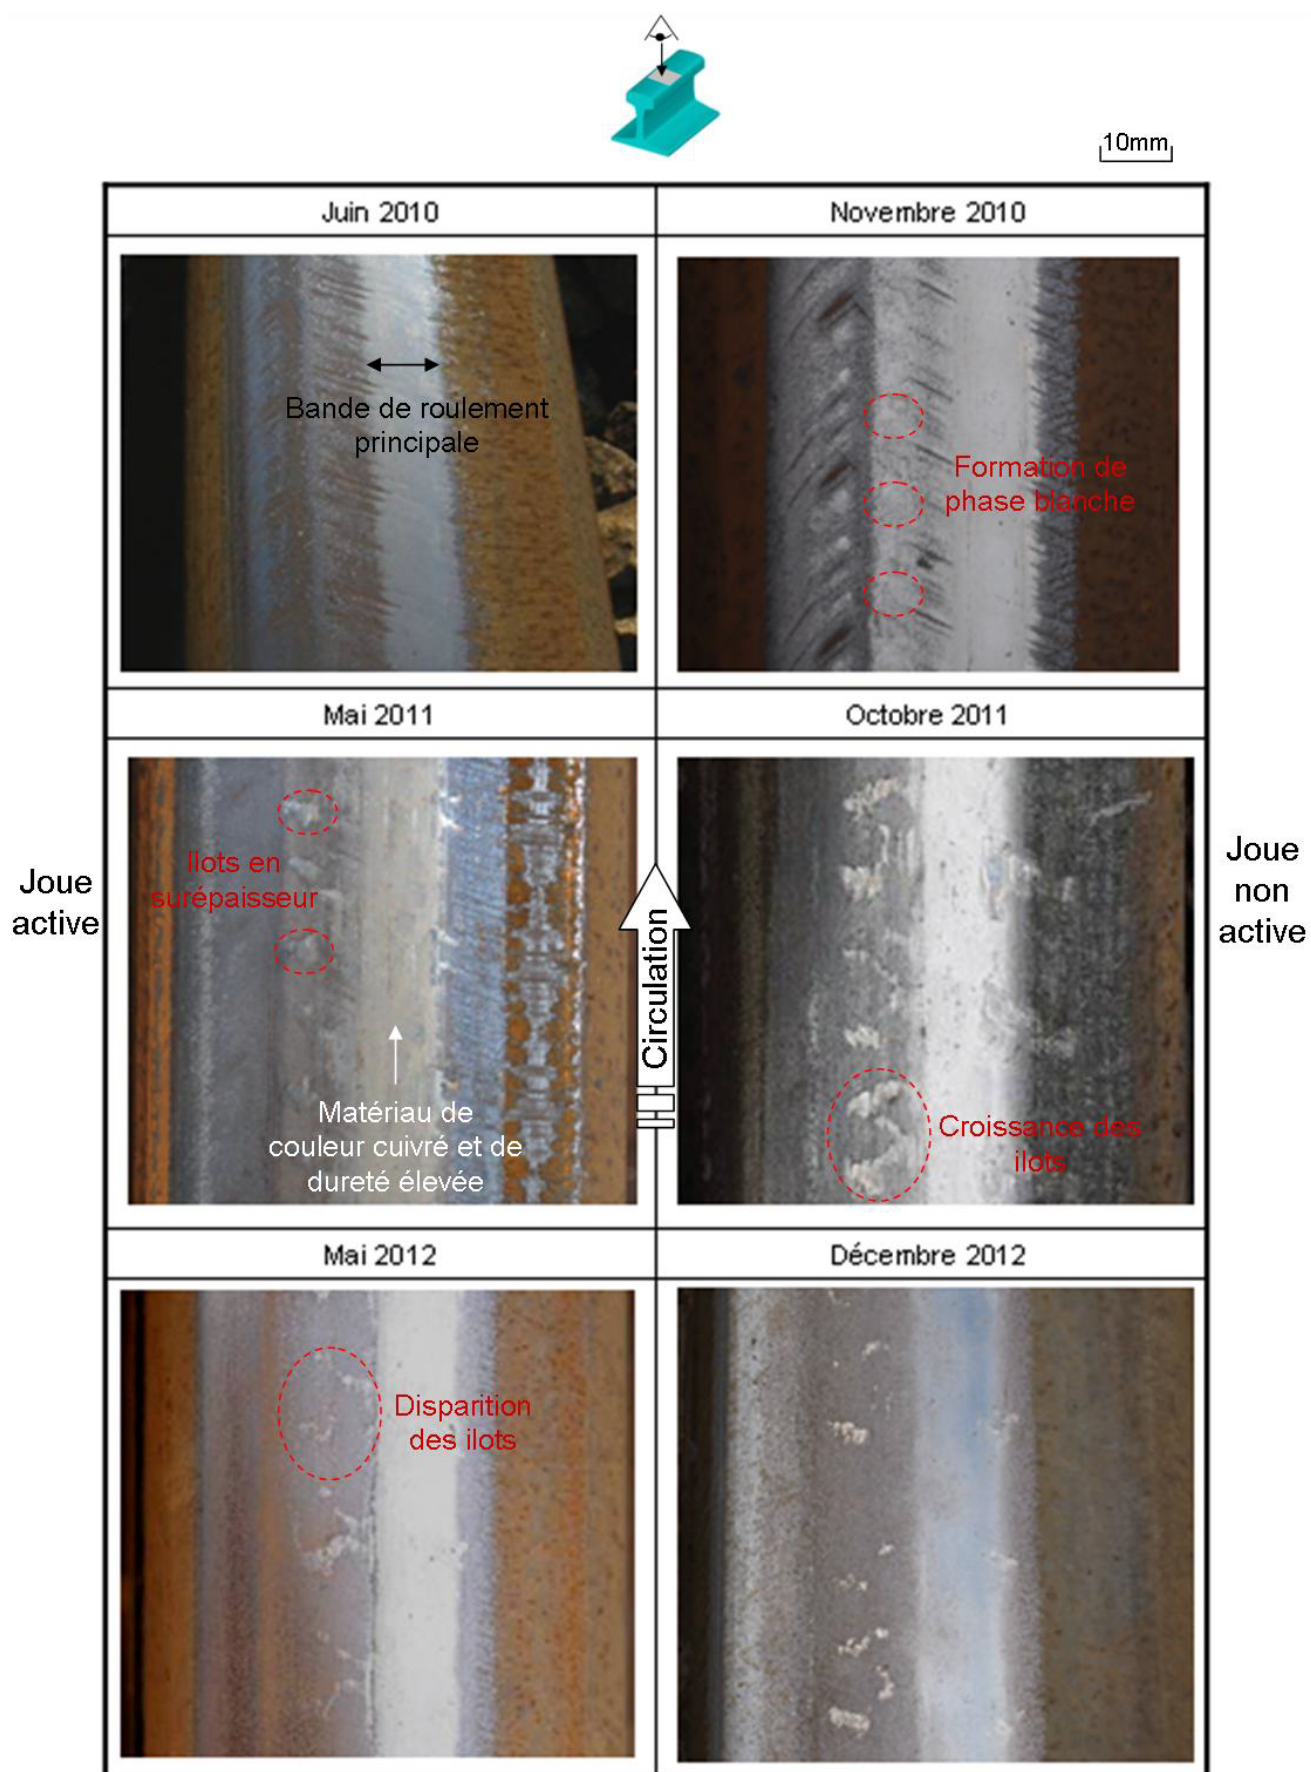 10mm
Juin 2010
Novembre 2010
Bande de roulement
principale
Formation de
phase blanche
Mai 2011
Octobre 2011
Joue
active
Ilots en
surépaisseur
Matériau de
couleur cuivré et de
dureté élevée
Circulation
Croissance des
ilots
Joue
non
active
Mai 2012
Décembre 2012
Disparition
des ilots